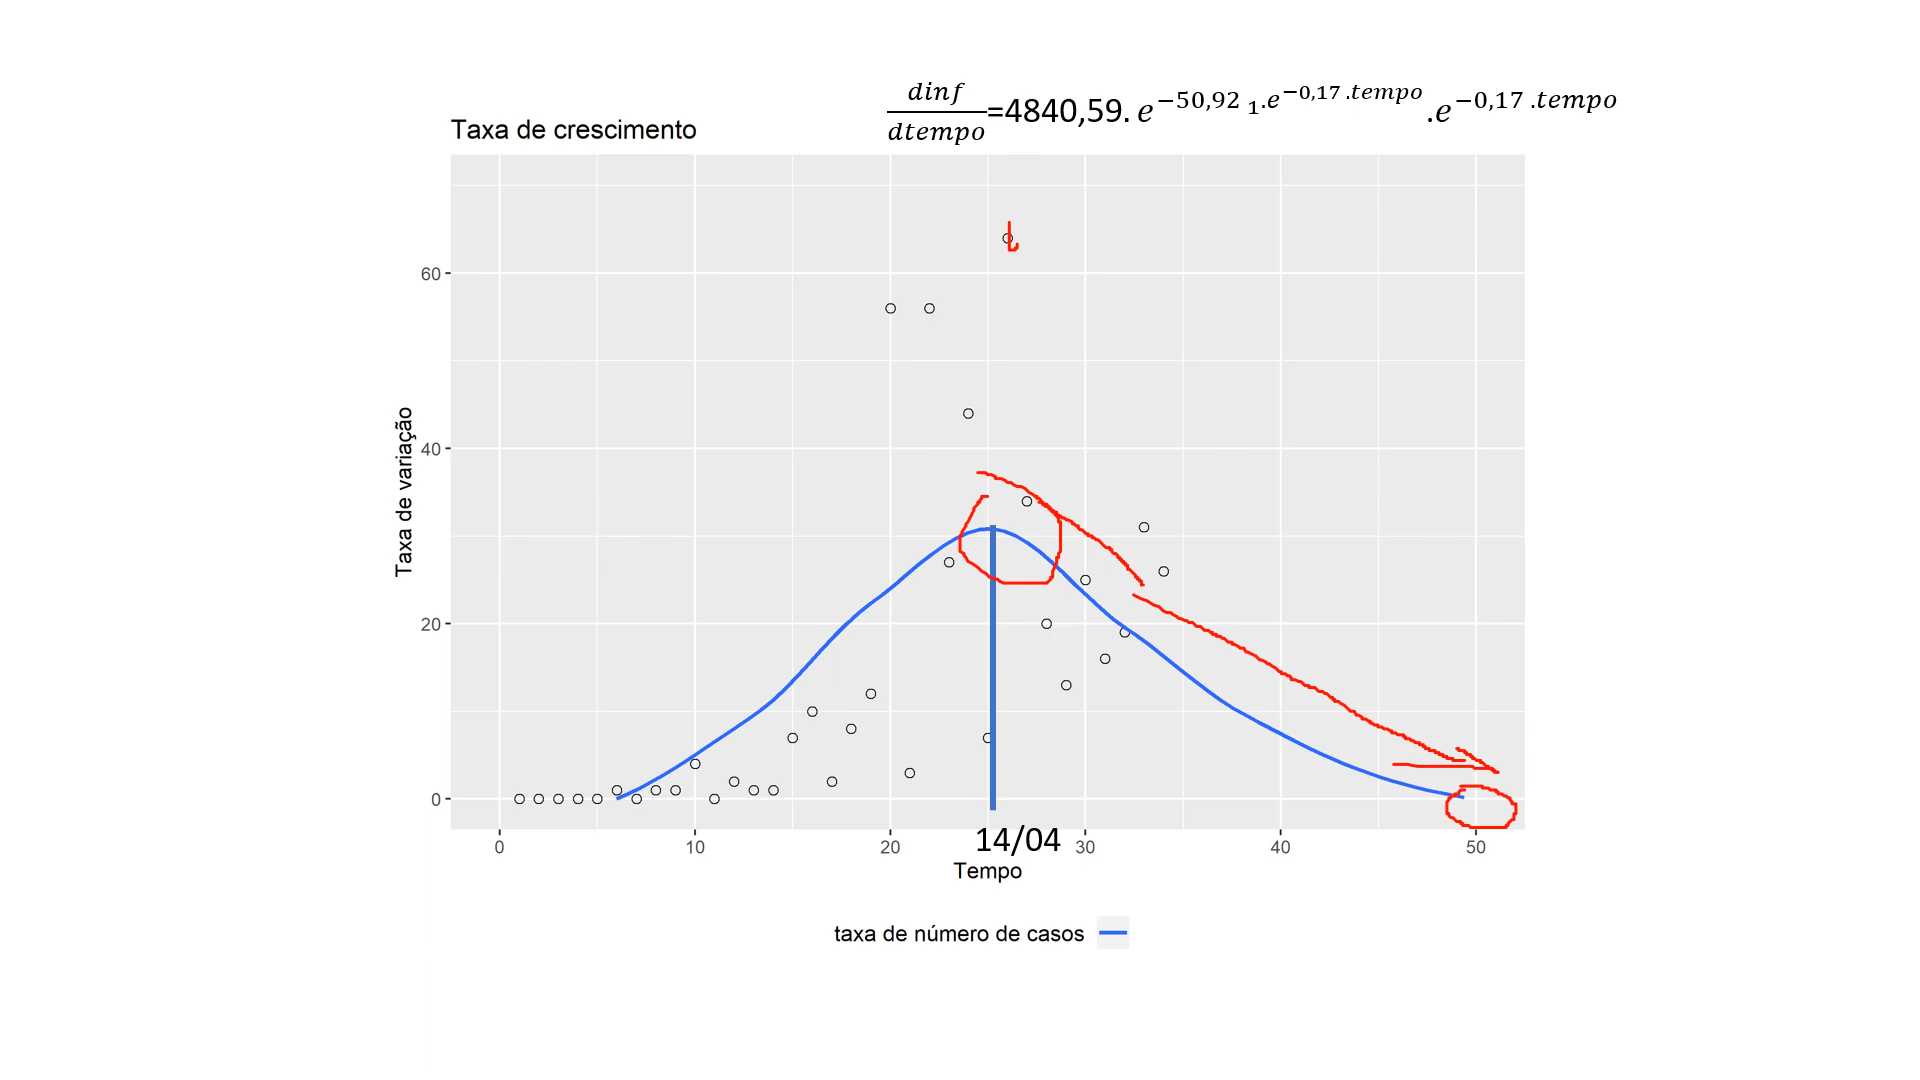 dinf
dtempo
=4840,59. e^−50,92 1.e^−0,17 .tempo .e^−0,17 .tempo
Taxa de crescimento
Taxa de variação
60
40
20
0
0 10 20 14/04 30 40 50
Tempo
taxa de número de casos